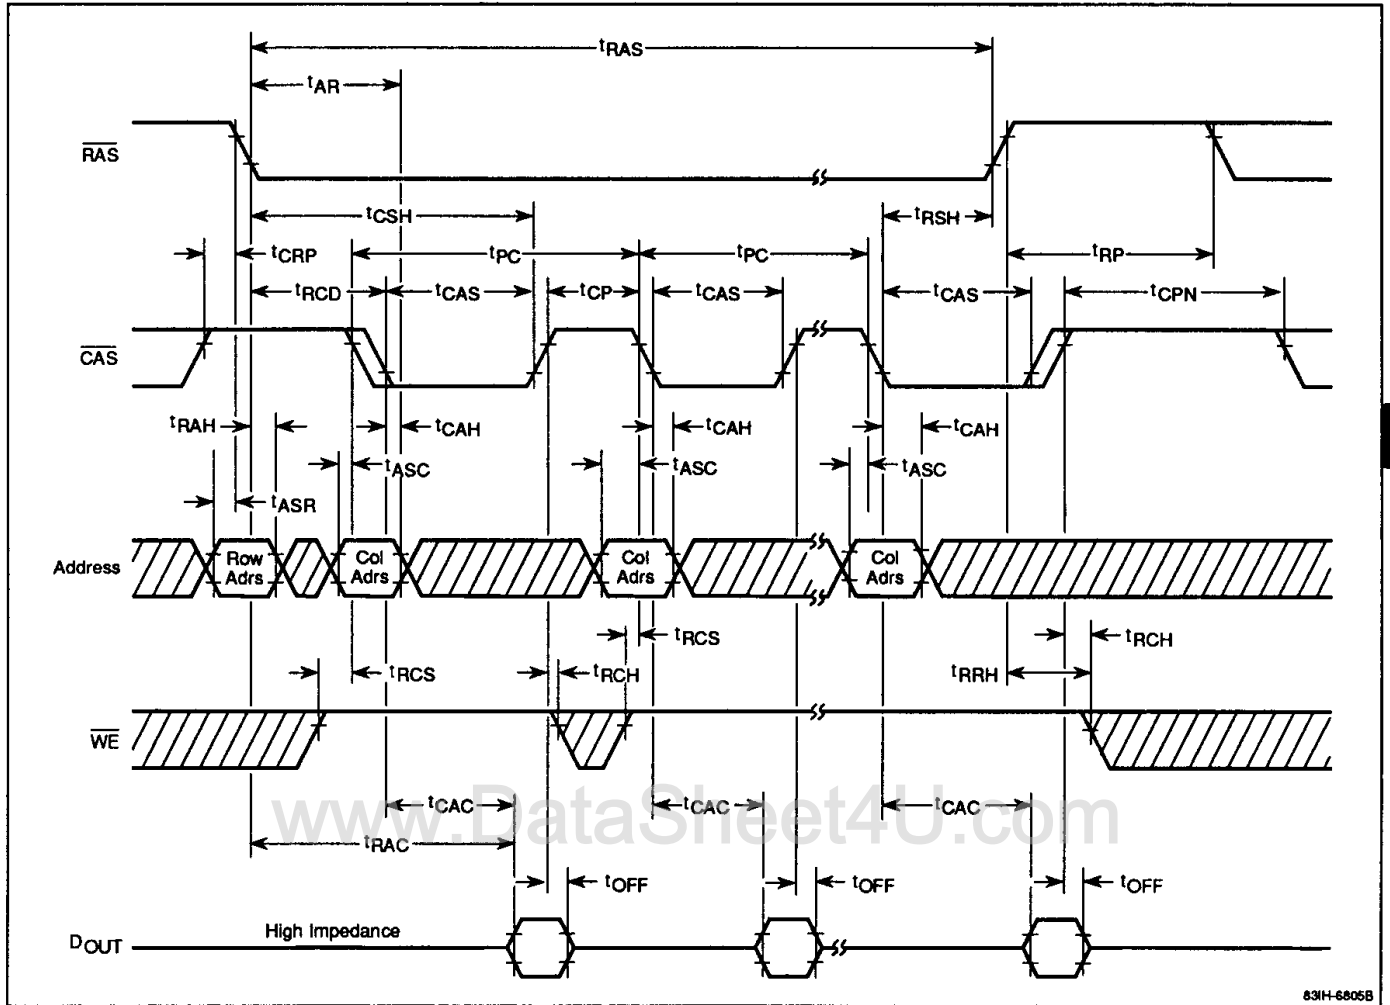 tRAS
tAR
RAS
tCSH
tRSH
tCRP
tPC
tPC
tRP
tRCD
tCAS
tCP
tCAS
tCAS
tCPN
CAS
tRAH
tCAH
tCAH
tCAH
tASC
tASC
tASC
tASR
Address
Row Adrs
Col Adrs
Col Adrs
Col Adrs
tRCS
tRCH
tRCS
tRCH
tRRH
WE
tCAC
tCAC
tCAC
www.DataSheet4U.com
tRAC
tOFF
tOFF
tOFF
High Impedance
DOUT
83IH-6805B